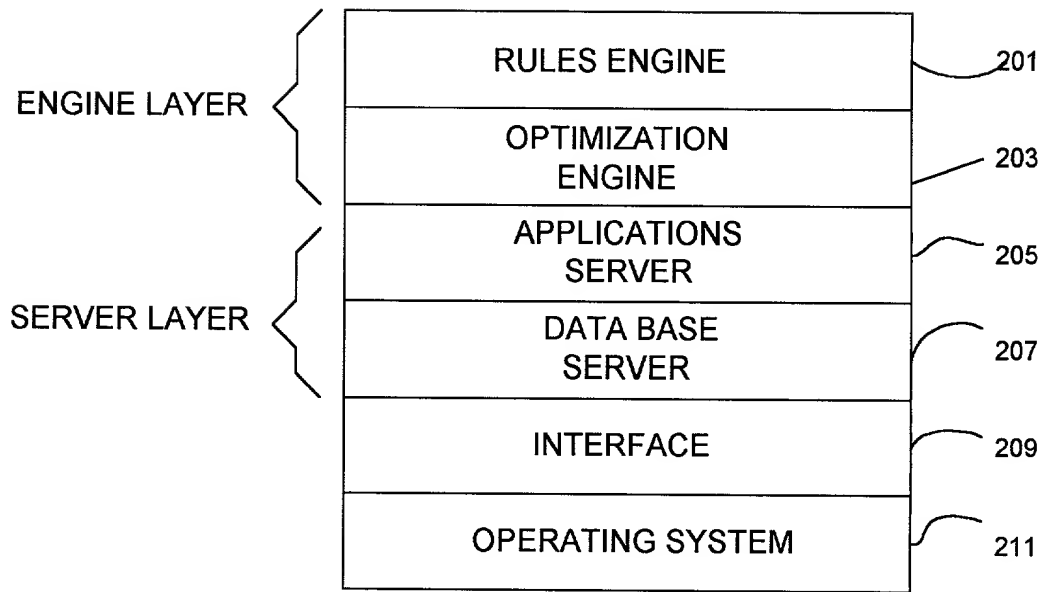 ENGINE LAYER
RULES ENGINE
201
OPTIMIZATION
ENGINE
203
SERVER LAYER
APPLICATIONS
SERVER
205
DATA BASE
SERVER
207
INTERFACE
209
OPERATING SYSTEM
211